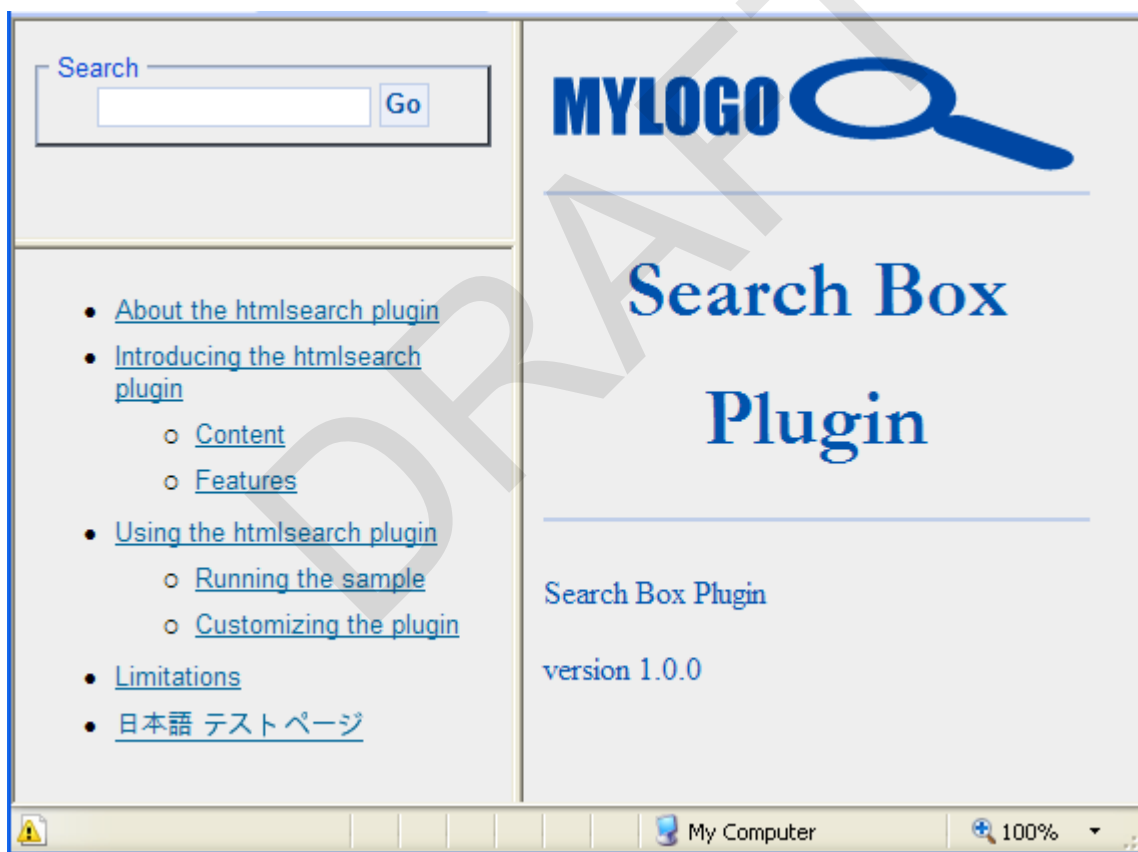 Search
Go
About the htmlsearch plugin
Introducing the htmlsearch
plugin
Content
Features
Using the htmlsearch plugin
Running the sample
Customizing the plugin
Limitations
日本語 テストページ
MYLOGO
Search Box
Plugin
Search Box Plugin
version 1.0.0
My Computer
100%
DRAFT